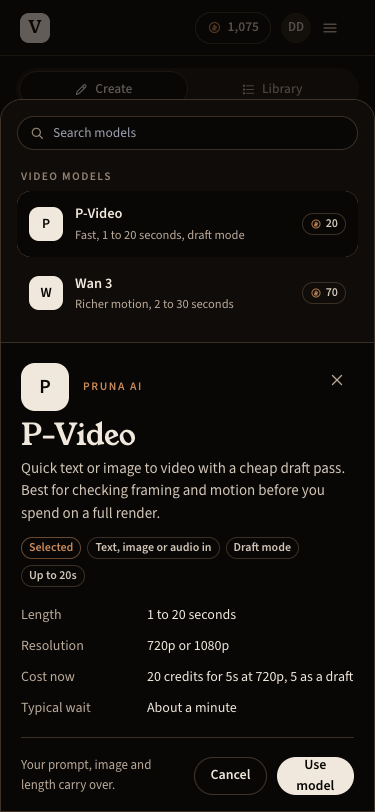 V
1,075
DD
Create
Library
Search models
VIDEO MODELS
P
P-Video
Fast, 1 to 20 seconds, draft mode
20
W
Wan 3
Richer motion, 2 to 30 seconds
70
P
PRUNA AI
P-Video
Quick text or image to video with a cheap draft pass.
Best for checking framing and motion before you
spend on a full render.
Selected
Text, image or audio in
Draft mode
Up to 20s
Length
1 to 20 seconds
Resolution
720p or 1080p
Cost now
20 credits for 5s at 720p, 5 as a draft
Typical wait
About a minute
Your prompt, image and
length carry over.
Cancel
Use
model